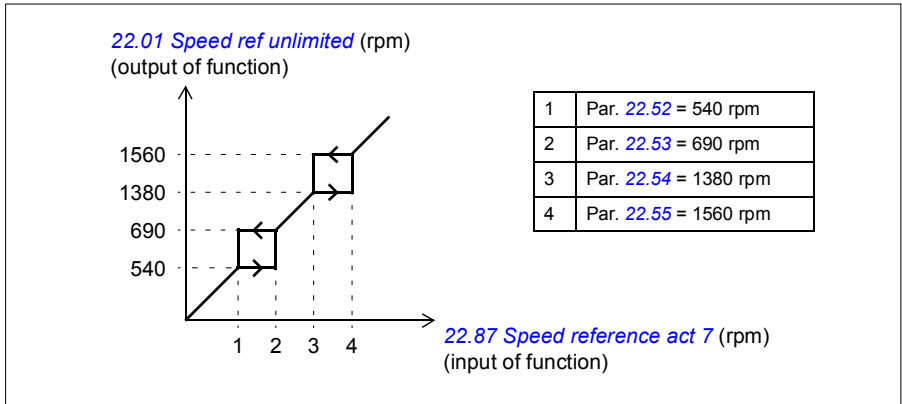 22.01 Speed ref unlimited (rpm)
(output of function)
1560
1380
690
540
1 2 3 4
22.87 Speed reference act 7 (rpm)
(input of function)
1 Par. 22.52 = 540 rpm
2 Par. 22.53 = 690 rpm
3 Par. 22.54 = 1380 rpm
4 Par. 22.55 = 1560 rpm